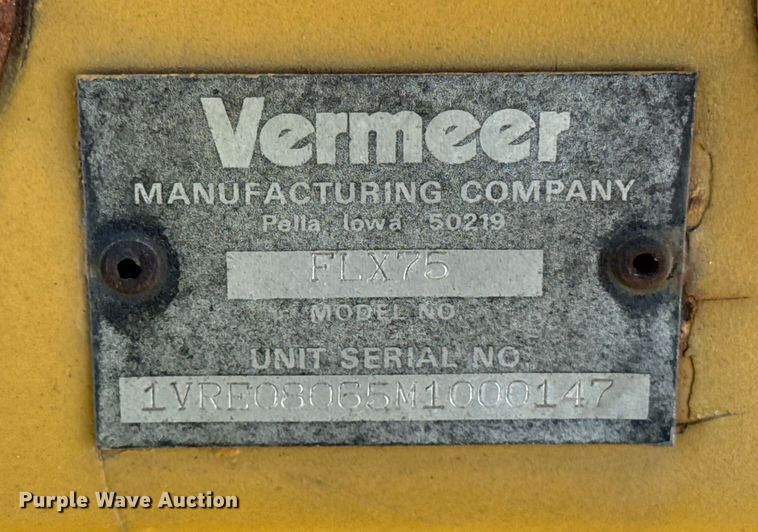 Vermeer
MANUFACTURING COMPANY
Pella Iowa 50219
FLX75
MODEL NO.
UNIT SERIAL NO.
1VRE08065M1000147
Purple Wave Auction